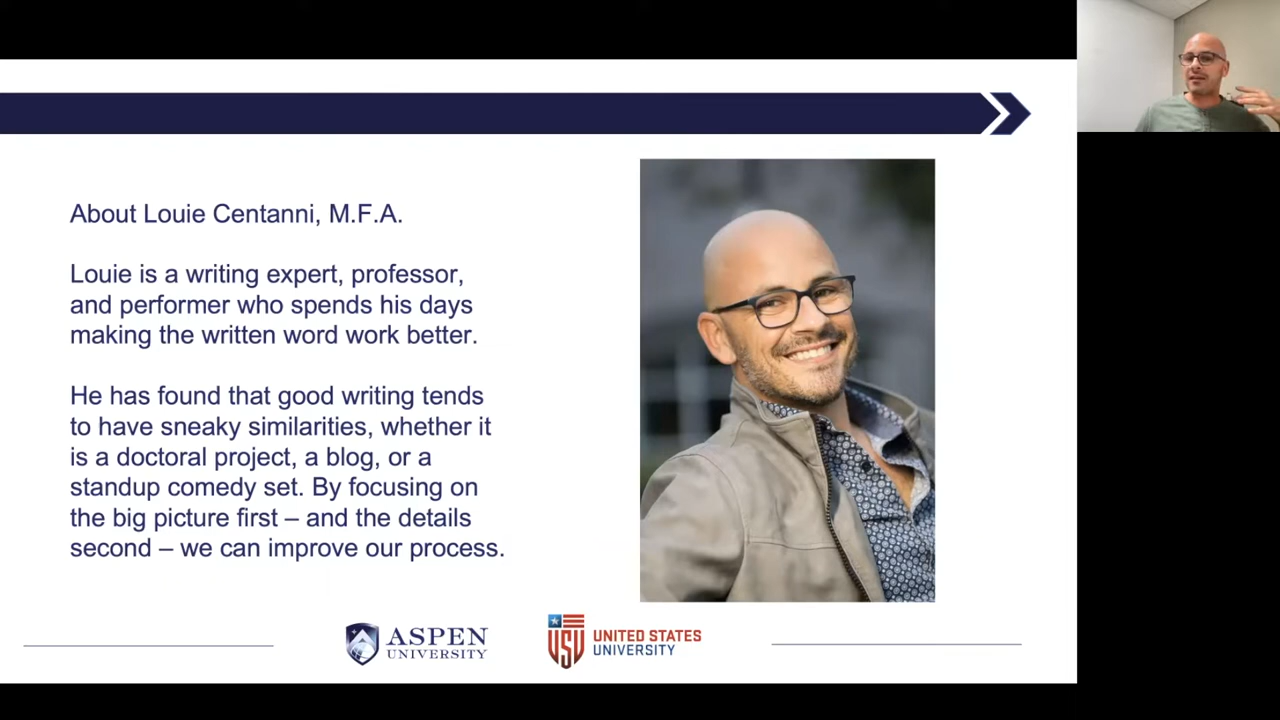 About Louie Centanni, M.F.A.
Louie is a writing expert, professor,
and performer who spends his days
making the written word work better.
He has found that good writing tends
to have sneaky similarities, whether it
is a doctoral project, a blog, or a
standup comedy set. By focusing on
the big picture first – and the details
second – we can improve our process.
ASPEN
UNIVERSITY
USU
UNITED STATES
UNIVERSITY